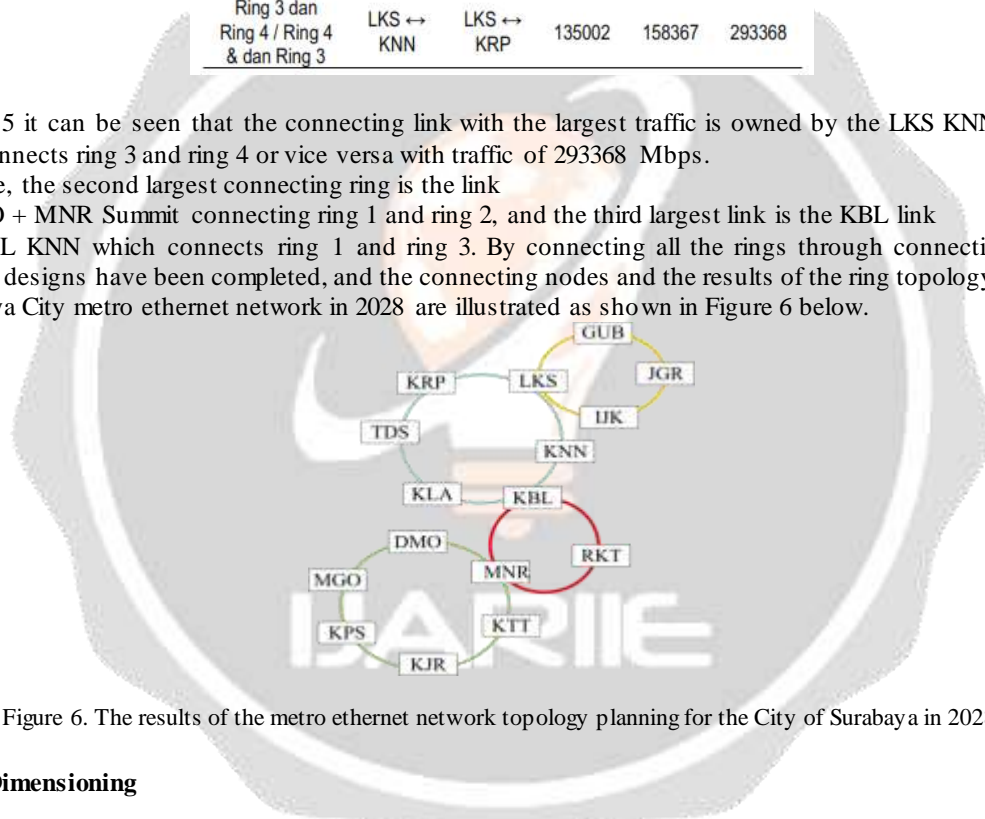 Ring 3 dan
Ring 4 / Ring 4
& dan Ring 3
LKS ↔
KNN
LKS ↔
KRP
135002 158367 293368
5 it can be seen that the connecting link with the largest traffic is owned by the LKS KNN
nnects ring 3 and ring 4 or vice versa with traffic of 293368 Mbps.
e, the second largest connecting ring is the link
+ MNR Summit connecting ring 1 and ring 2, and the third largest link is the KBL link
L KNN which connects ring 1 and ring 3. By connecting all the rings through connecti
designs have been completed, and the connecting nodes and the results of the ring topology
a City metro ethernet network in 2028 are illustrated as shown in Figure 6 below.
GUB
KRP LKS JGR
IJK
TDS
KNN
KLA KBL
DMO
RKT
MNR
MGO
KPS KTT
KJR
IJARIIE
Figure 6. The results of the metro ethernet network topology planning for the City of Surabaya in 202
Dimensioning